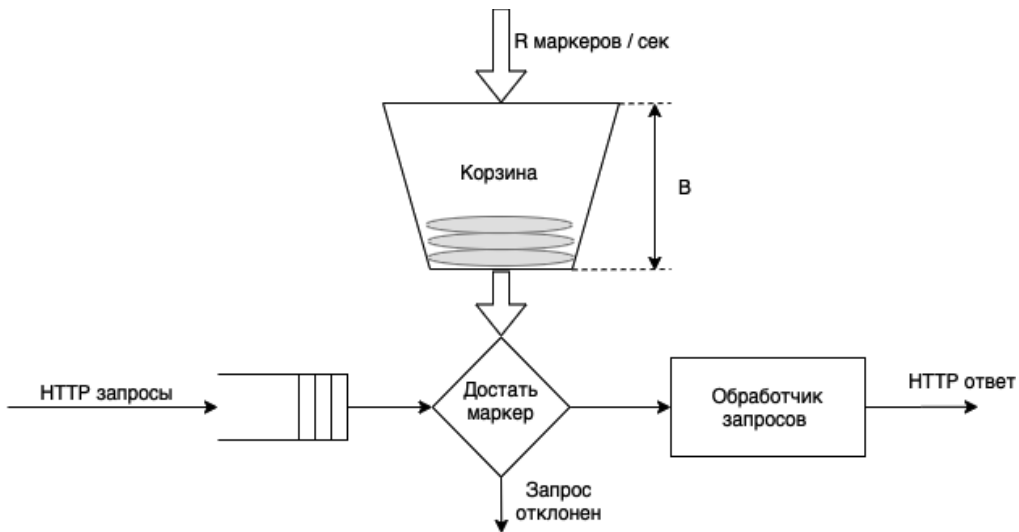 R маркеров / сек
Корзина
B
HTTP запросы
Достать
маркер
Обработчик
запросов
HTTP ответ
Запрос
отклонен